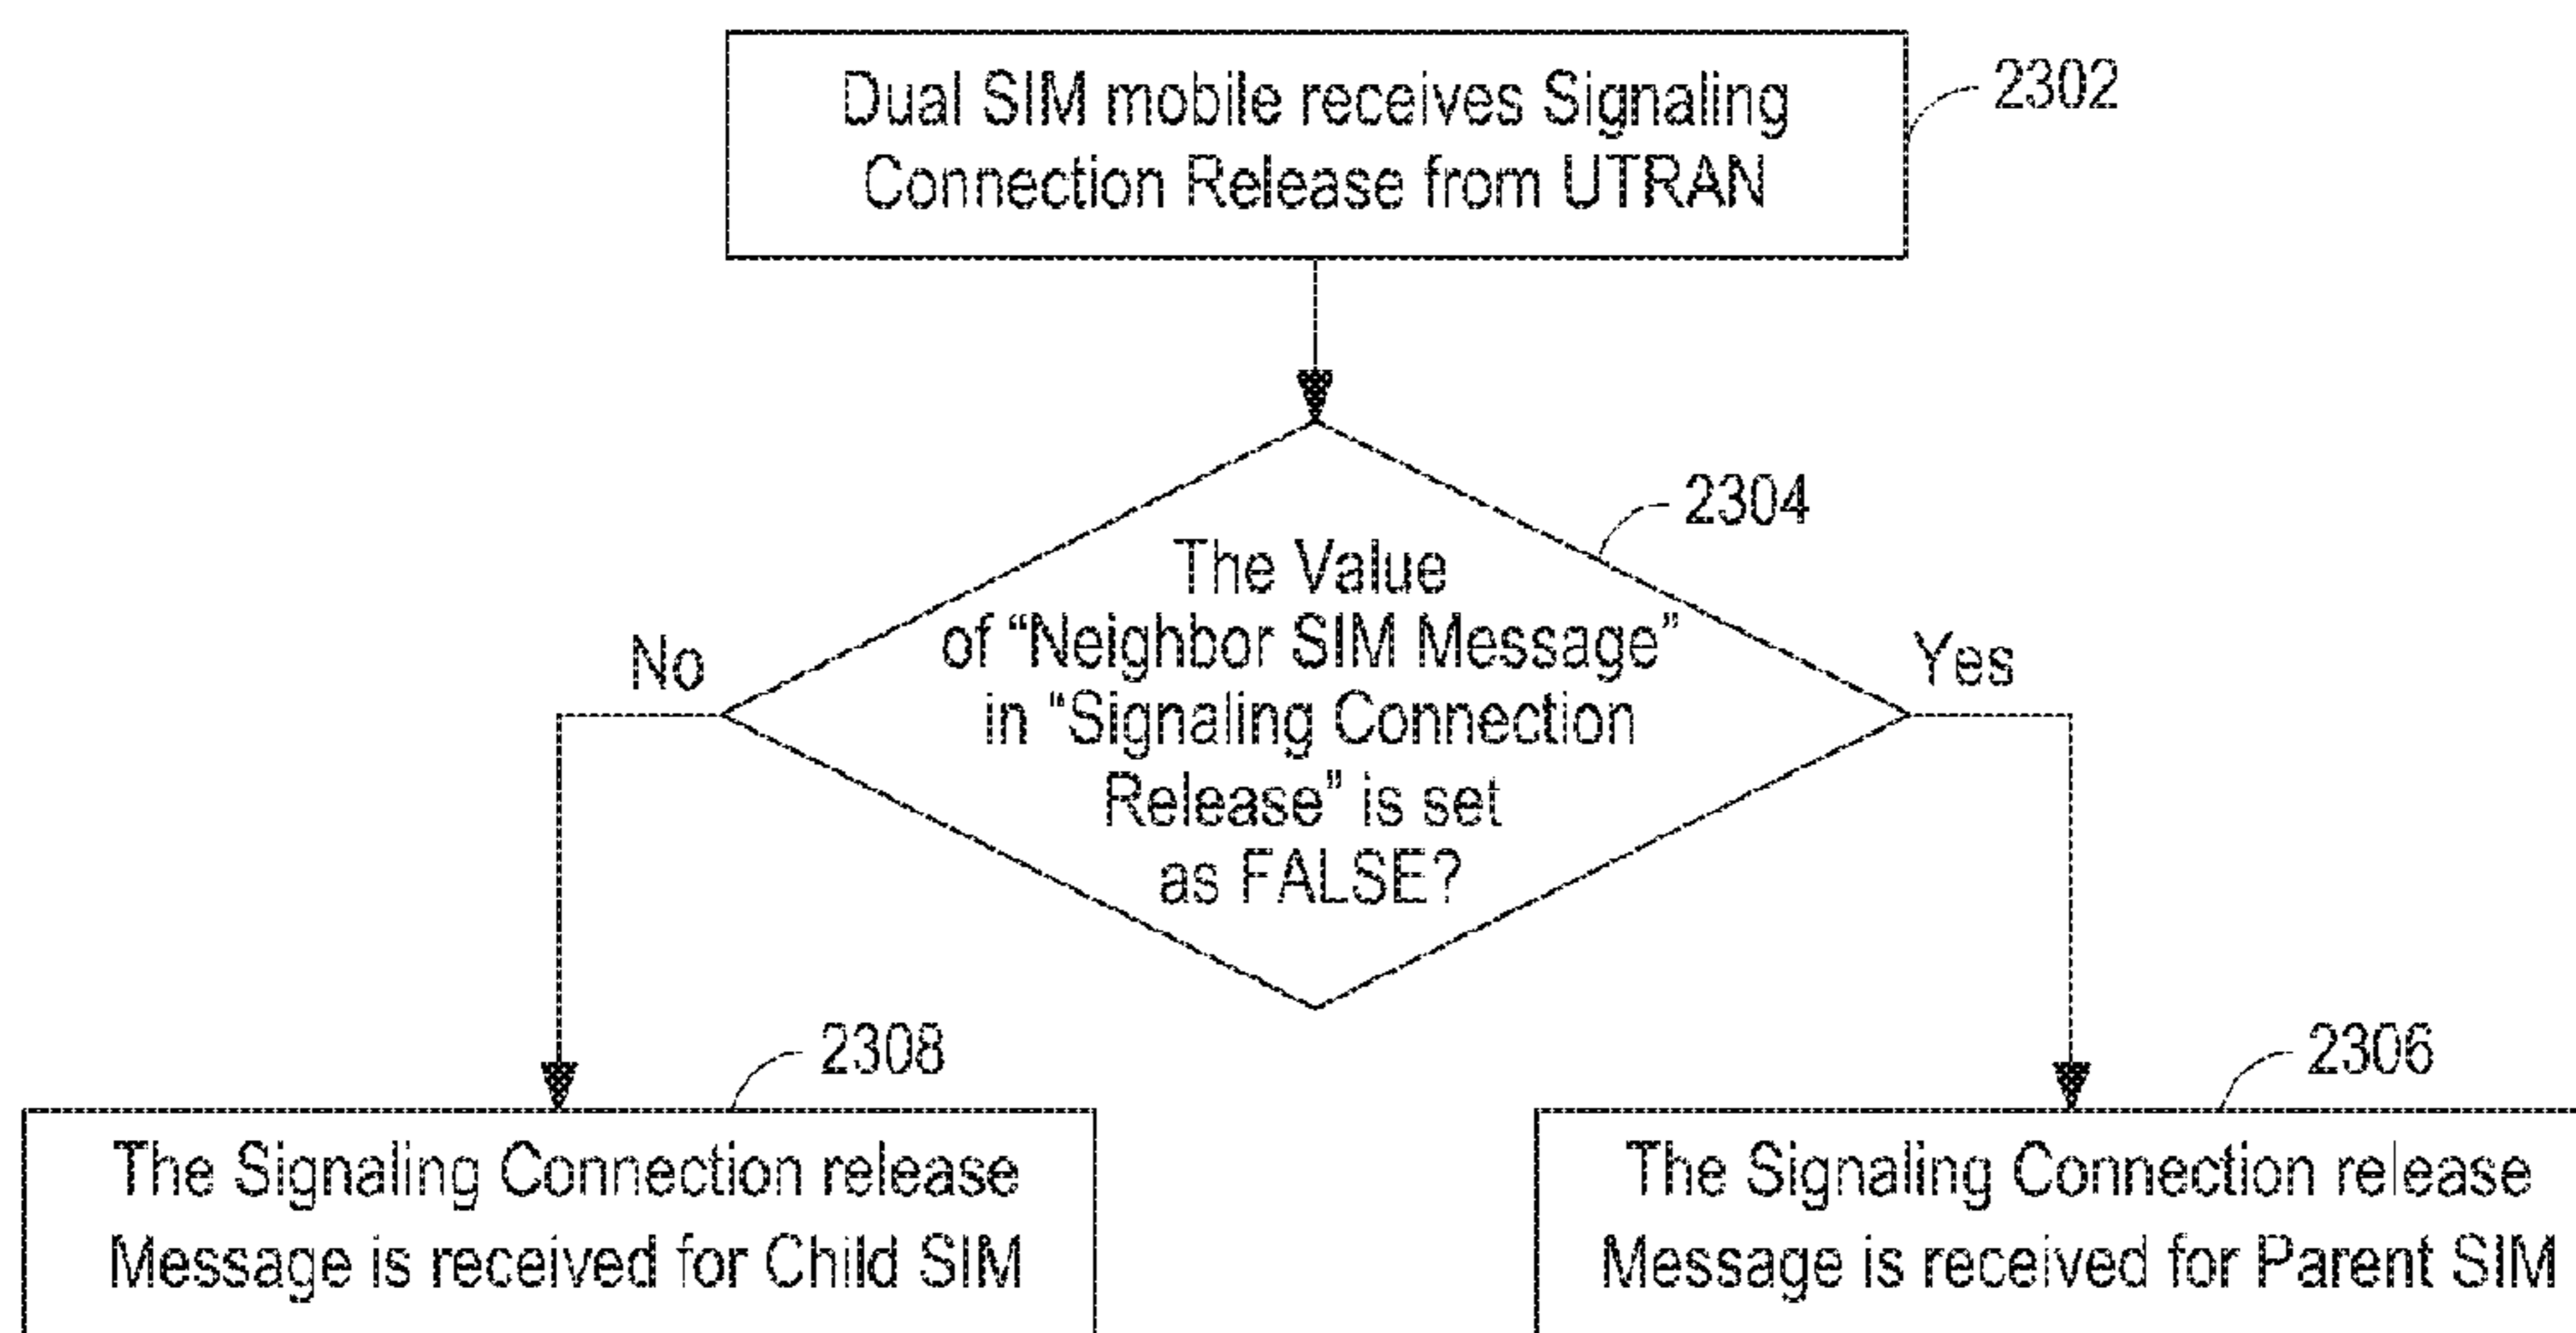 Dual SIM mobile receives Signaling
Connection Release from UTRAN
2302
2304
The Value
of “Neighbor SIM Message”
in “Signaling Connection
Release” is set
as FALSE?
No
Yes
2308
The Signaling Connection release
Message is received for Child SIM
2306
The Signaling Connection release
Message is received for Parent SIM